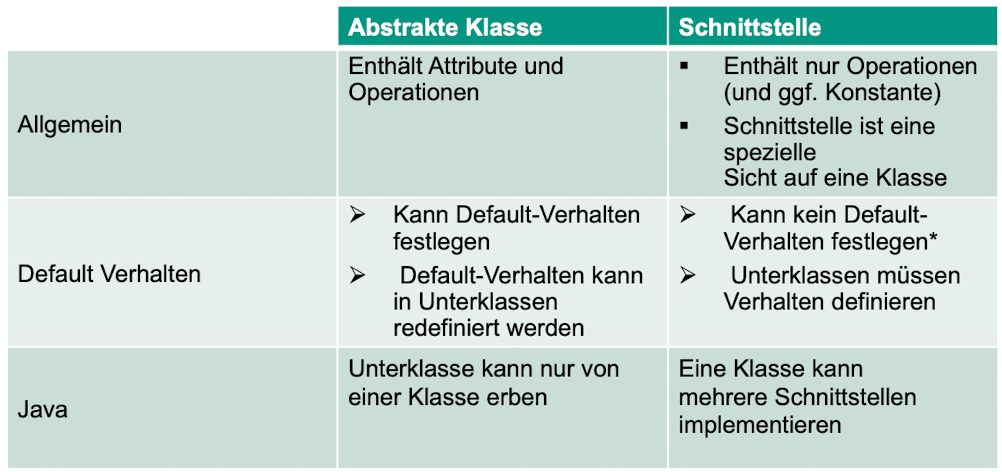 Abstrakte Klasse
Schnittstelle
Allgemein
Enthält Attribute und
Operationen
▪ Enthält nur Operationen
(und ggf. Konstante)
▪ Schnittstelle ist eine
spezielle
Sicht auf eine Klasse
Default Verhalten
➢ Kann Default-Verhalten
festlegen
➢ Default-Verhalten kann
in Unterklassen
redefiniert werden
➢ Kann kein Default-
Verhalten festlegen*
➢ Unterklassen müssen
Verhalten definieren
Java
Unterklasse kann nur von
einer Klasse erben
Eine Klasse kann
mehrere Schnittstellen
implementieren